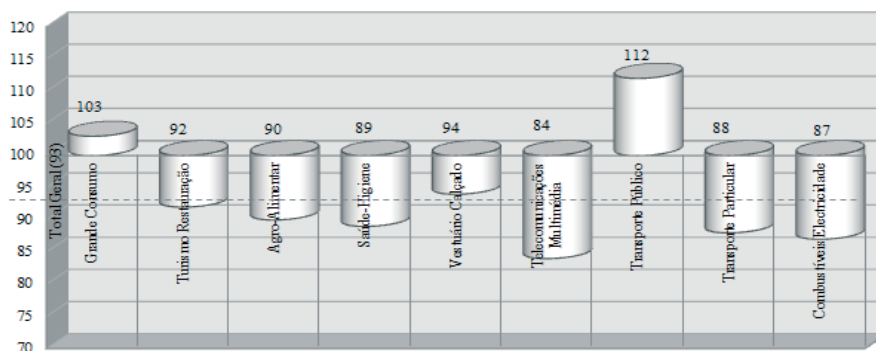 120
115
110
105
100
95
90
85
80
75
70
Total Geral (93)
103
92
90
89
94
84
112
88
87
Grande Consumo
Turismo Restauração
Agro-Alimentar
Saúde-Higiene
Vestuário Calçado
Telecomunicações
Multimédia
Transporte Público
Transporte Particular
Combustíveis Electricidade